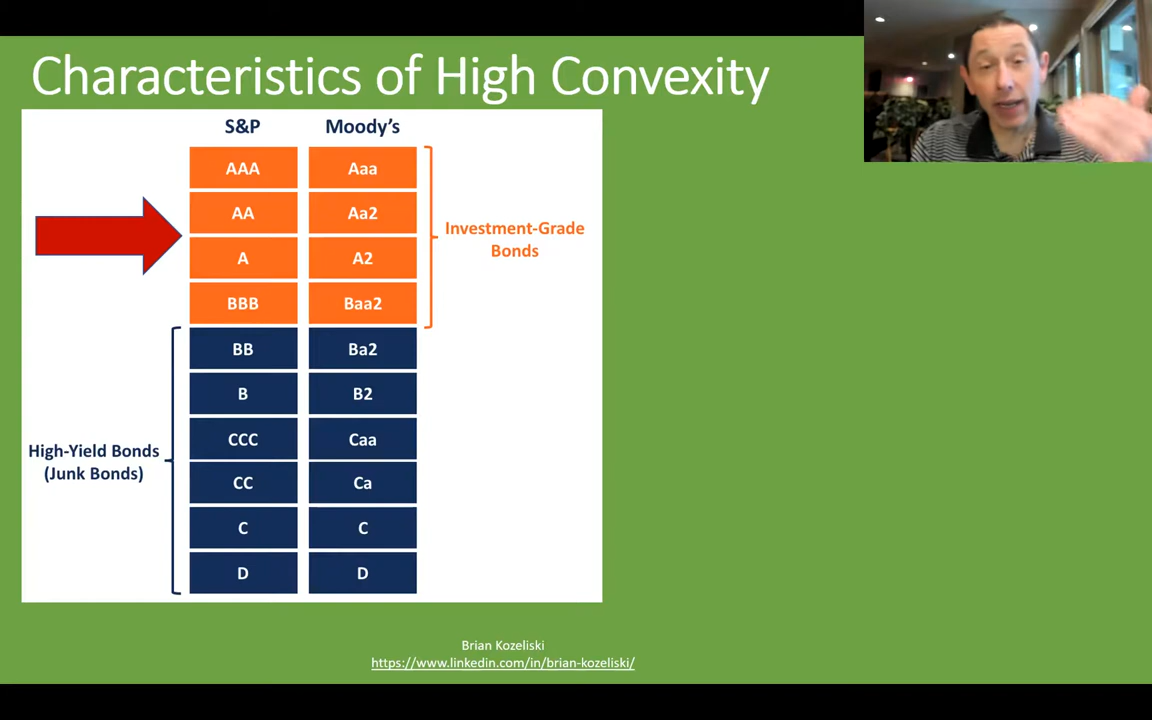 Characteristics of High Convexity
S&P Moody's
AAA Aaa
AA Aa2
A A2
BBB Baa2
Investment-Grade
Bonds
BB Ba2
B B2
CCC Caa
CC Ca
C C
D D
High-Yield Bonds
(Junk Bonds)
Brian Kozeliski
https://www.linkedin.com/in/brian-kozeliski/